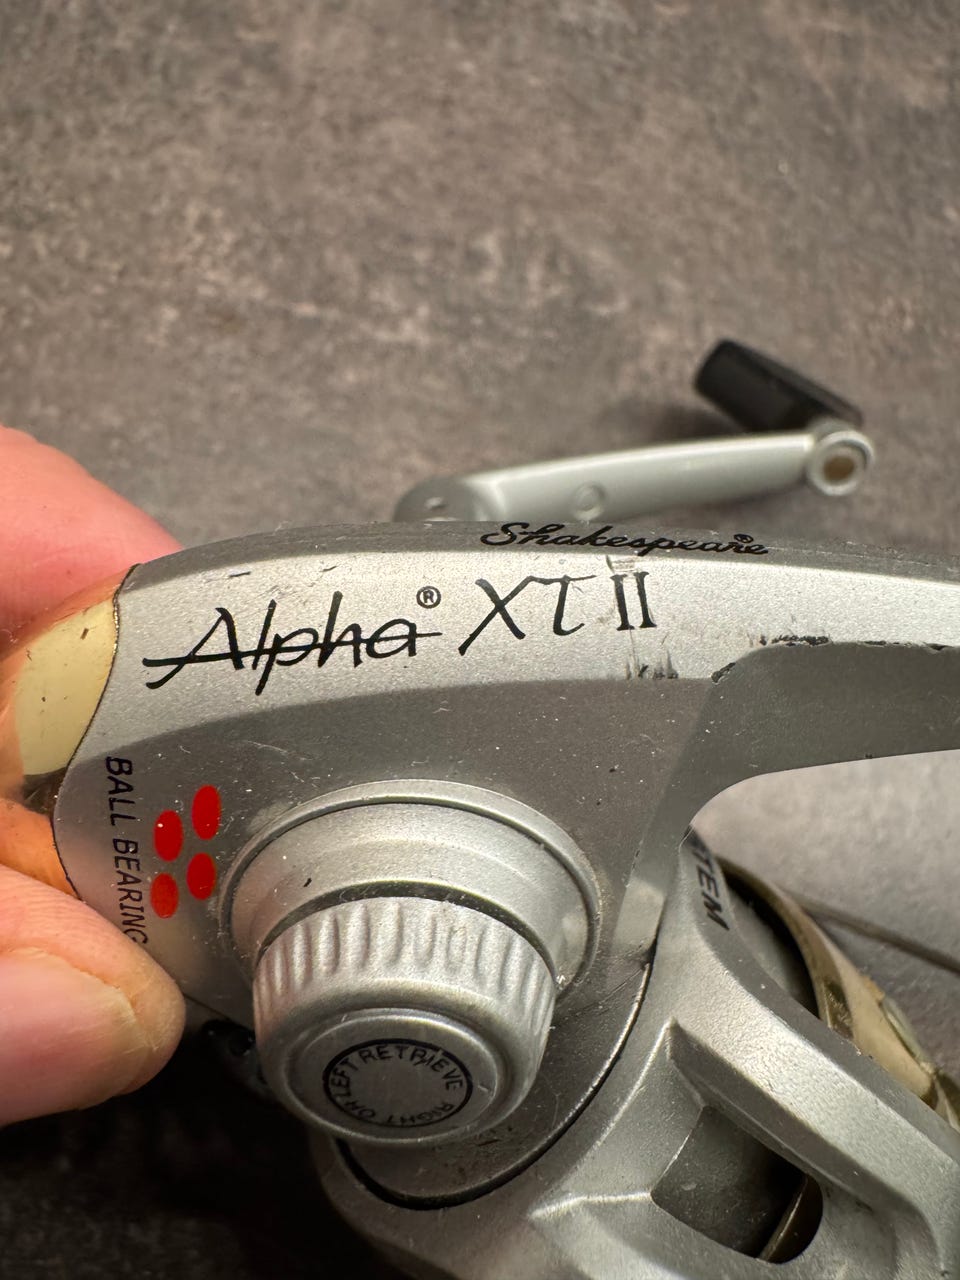 Shakespeare®
Alpha® XT II
BALL BEARING
RIGHT OR LEFT RETRIEVE